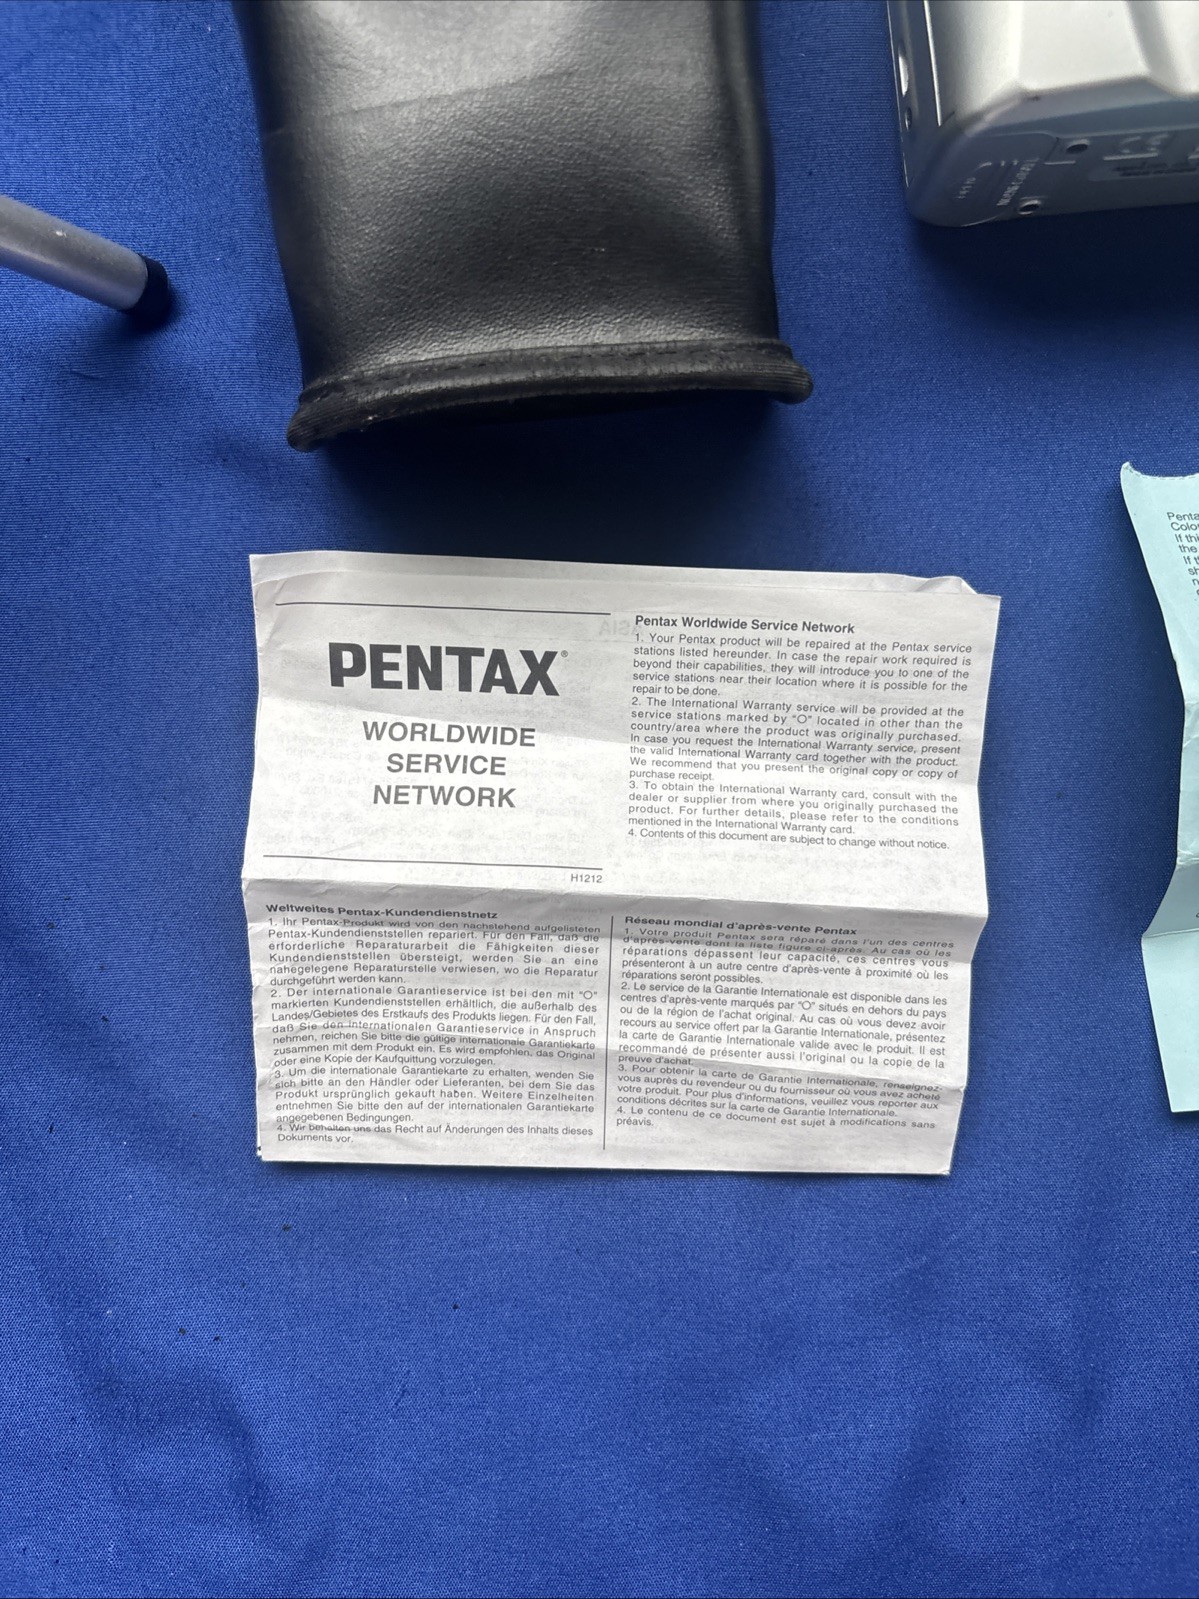 PENTAX®
WORLDWIDE
SERVICE
NETWORK
H1212
Pentax Worldwide Service Network
1. Your Pentax product will be repaired at the Pentax service
stations listed hereunder. In case the repair work required is
beyond their capabilities, they will introduce you to one of the
service stations near their location where it is possible for the
repair to be done.
2. The International Warranty service will be provided at the
service stations marked by "O" located in other than the
country/area where the product was originally purchased.
In case you request the International Warranty service, present
the valid International Warranty card together with the product.
We recommend that you present the original copy or copy of
purchase receipt.
3. To obtain the International Warranty card, consult with the
dealer or supplier from where you originally purchased the
product. For further details, please refer to the conditions
mentioned in the International Warranty card.
4. Contents of this document are subject to change without notice.
Weltweites Pentax-Kundendienstnetz
1. Ihr Pentax-Produkt wird von den nachstehend aufgelisteten
Pentax-Kundendienststellen repariert. Für den Fall, daß die
erforderliche Reparaturarbeit die Fähigkeiten dieser
Kundendienststellen übersteigt, werden Sie an eine
nahegelegene Reparaturstelle verwiesen, wo die Reparatur
durchgeführt werden kann.
2. Der internationale Garantieservice ist bei den mit "O"
markierten Kundendienststellen erhältlich, die außerhalb des
Landes/Gebietes des Erstkaufs des Produkts liegen. Für den Fall,
daß Sie den Internationalen Garantieservice in Anspruch
nehmen, reichen Sie bitte die gültige internationale Garantiekarte
zusammen mit dem Produkt ein. Es wird empfohlen, das Original
oder eine Kopie der Kaufquittung vorzulegen.
3. Um die internationale Garantiekarte zu erhalten, wenden Sie
sich bitte an den Händler oder Lieferanten, bei dem Sie das
Produkt ursprünglich gekauft haben. Weitere Einzelheiten
entnehmen Sie bitte den auf der internationalen Garantiekarte
angegebenen Bedingungen.
4. Wir behalten uns das Recht auf Änderungen des Inhalts dieses
Dokuments vor.
Réseau mondial d'après-vente Pentax
1. Votre produit Pentax sera réparé dans l'un des centres
d'après-vente dont la liste figure ci-après. Au cas où les
réparations dépassent leur capacité, ces centres vous
présenteront à un autre centre d'après-vente à proximité où les
réparations seront possibles.
2. Le service de la Garantie Internationale est disponible dans les
centres d'après-vente marqués par "O" situés en dehors du pays
ou de la région de l'achat original. Au cas où vous devez avoir
recours au service offert par la Garantie Internationale, présentez
la carte de Garantie Internationale valide avec le produit. Il est
recommandé de présenter aussi l'original ou la copie de la
preuve d'achat.
3. Pour obtenir la carte de Garantie Internationale, renseignez-
vous auprès du revendeur ou du fournisseur où vous avez acheté
votre produit. Pour plus d'informations, veuillez vous reporter aux
conditions décrites sur la carte de Garantie Internationale.
4. Le contenu de ce document est sujet à modifications sans
préavis.
Penta
Colo
If thi
the
If t
sh